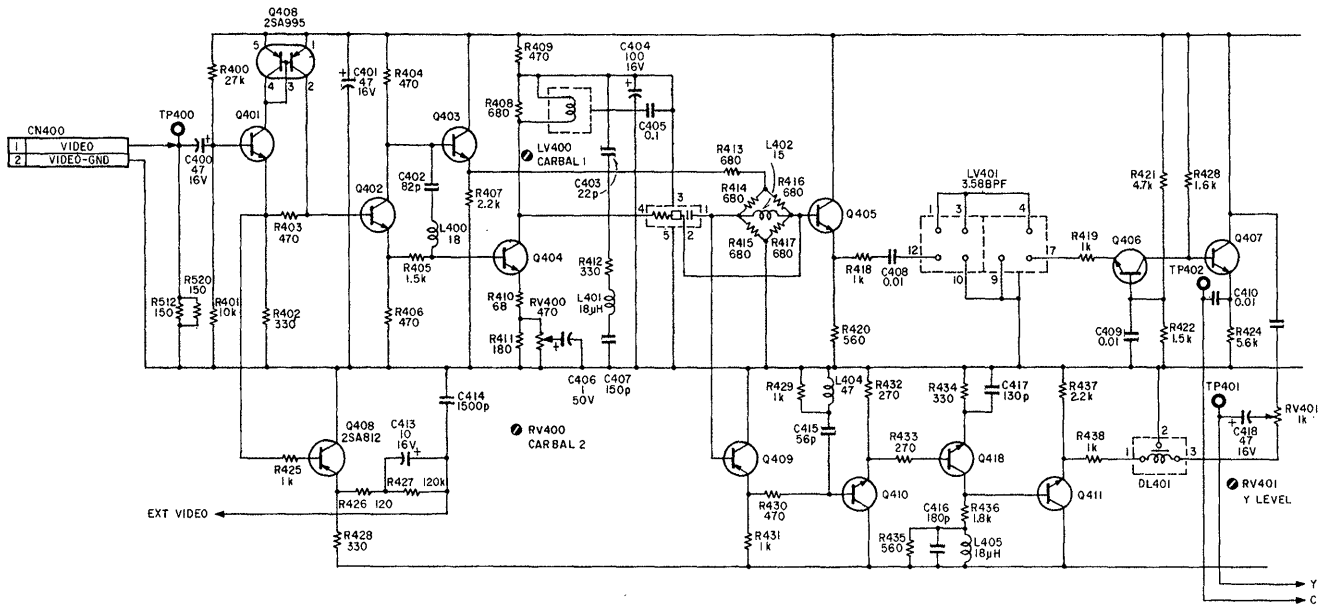 Q408
2SA995
5
1
4
3
2
R400
27k
C401
47
16V
R404
470
Q403
R409
470
C404
100
16V
R408
680
C405
0.1
TP400
CN400
1 VIDEO
2 VIDEO-GND
C400
47
16V
Q401
LV400
CARBAL 1
C403
22p
R413
680
L402
15
R414
680
R416
680
R415
680
R417
680
LV401
3.58BPF
1
3
4
12
10
9
17
R421
4.7k
R428
1.6k
Q402
C402
82p
R407
2.2k
L400
18
R403
470
R405
1.5k
Q404
4
3
1
5
2
Q405
R419
1k
Q406
Q407
TP402
R418
1k
C408
0.01
C410
0.01
R512
150
R520
150
R401
10k
R402
330
R406
470
R410
68
RV400
470
R411
180
R412
330
L401
18μH
C407
150p
C406
1
50V
R420
560
C409
0.01
R422
1.5k
R424
5.6k
C414
1500p
Q408
2SA812
C413
10
16V
RV400
CARBAL 2
R429
1k
L404
47
R432
270
R434
330
C417
130p
R437
2.2k
TP401
RV401
1k
C415
56p
C418
47
16V
R425
1k
R427
120k
R426
120
Q409
R433
270
Q418
R438
1k
2
1
3
DL401
RV401
Y LEVEL
EXT VIDEO
R430
470
Q410
Q411
R428
330
R431
1k
C416
180p
R436
1.8k
R435
560
L405
18μH
Y
C